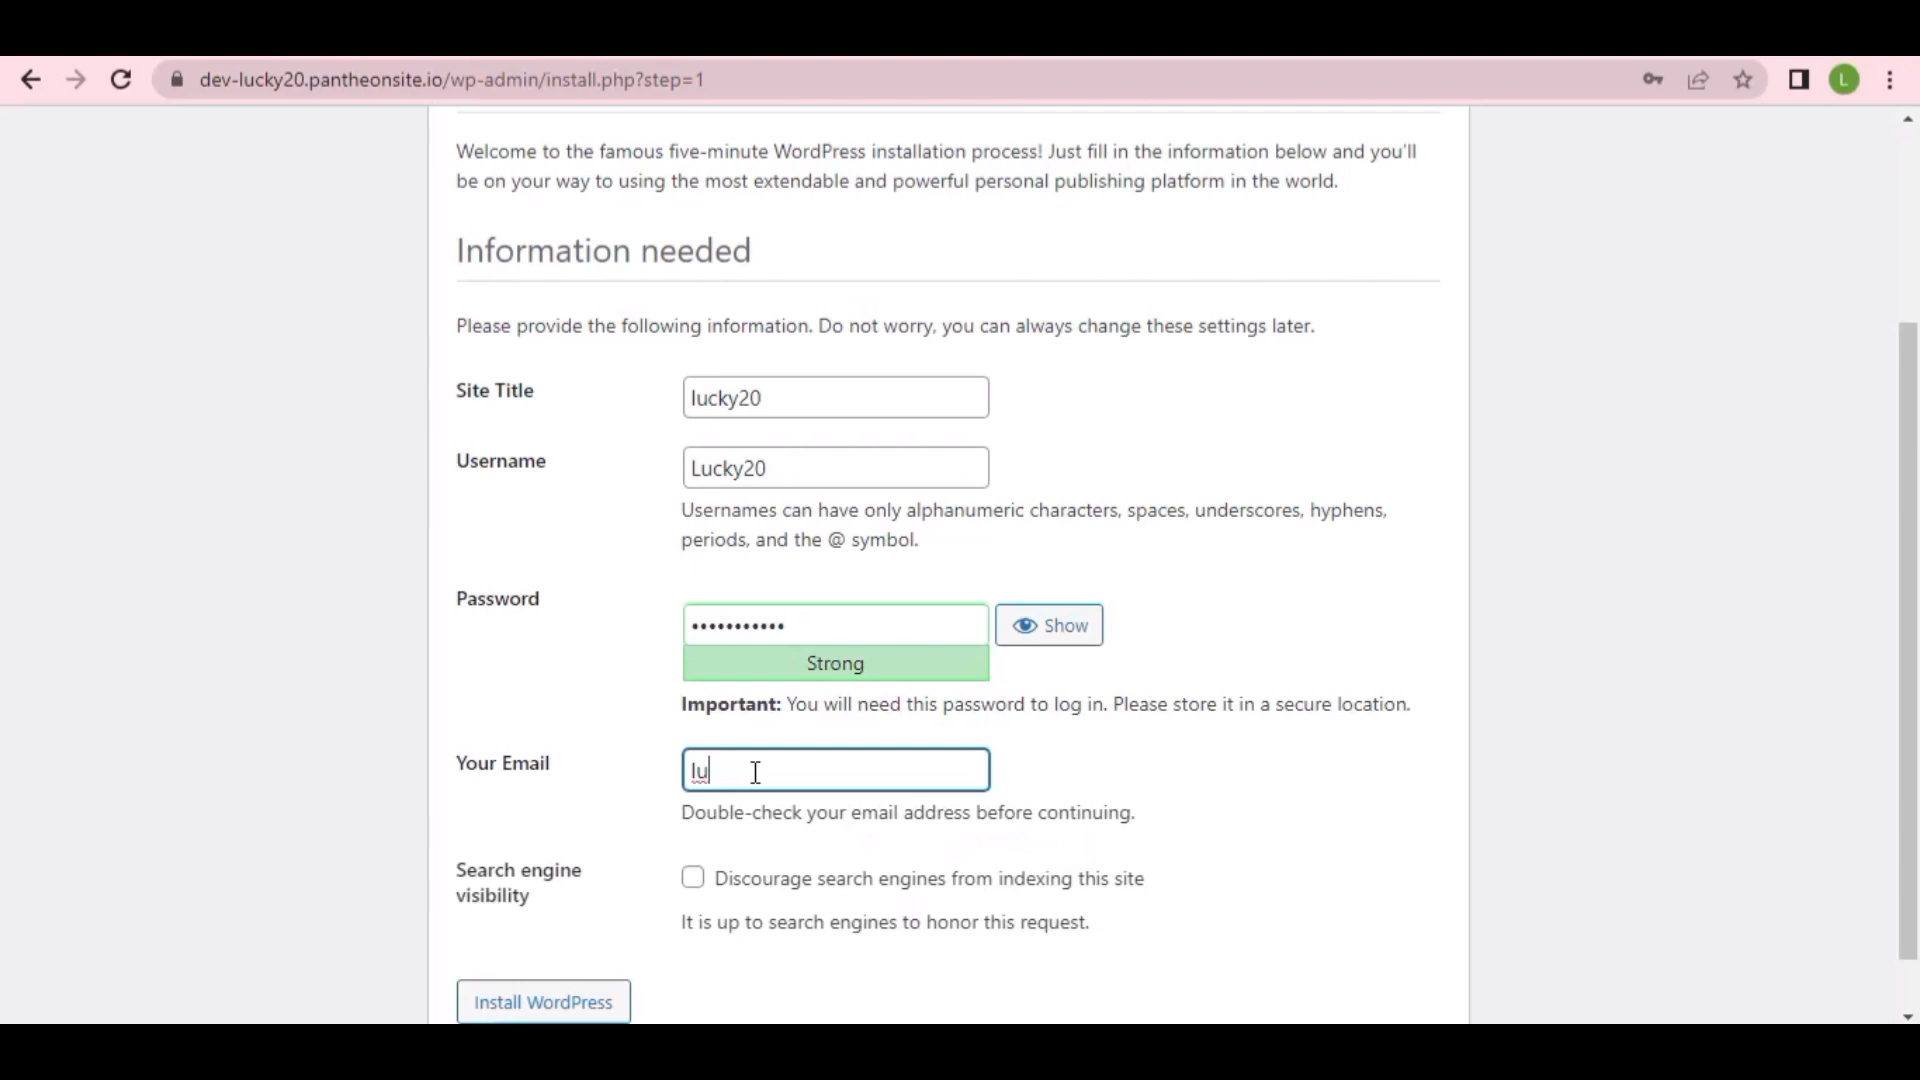 dev-lucky20.pantheonsite.io/wp-admin/install.php?step=1
L
Welcome to the famous five-minute WordPress installation process! Just fill in the information below and you'll
be on your way to using the most extendable and powerful personal publishing platform in the world.
Information needed
Please provide the following information. Do not worry, you can always change these settings later.
Site Title
lucky20
Username
Lucky20
Usernames can have only alphanumeric characters, spaces, underscores, hyphens,
periods, and the @ symbol.
Password
•••••••••••
Show
Strong
Important: You will need this password to log in. Please store it in a secure location.
Your Email
lu
Double-check your email address before continuing.
Search engine
visibility
Discourage search engines from indexing this site
It is up to search engines to honor this request.
Install WordPress